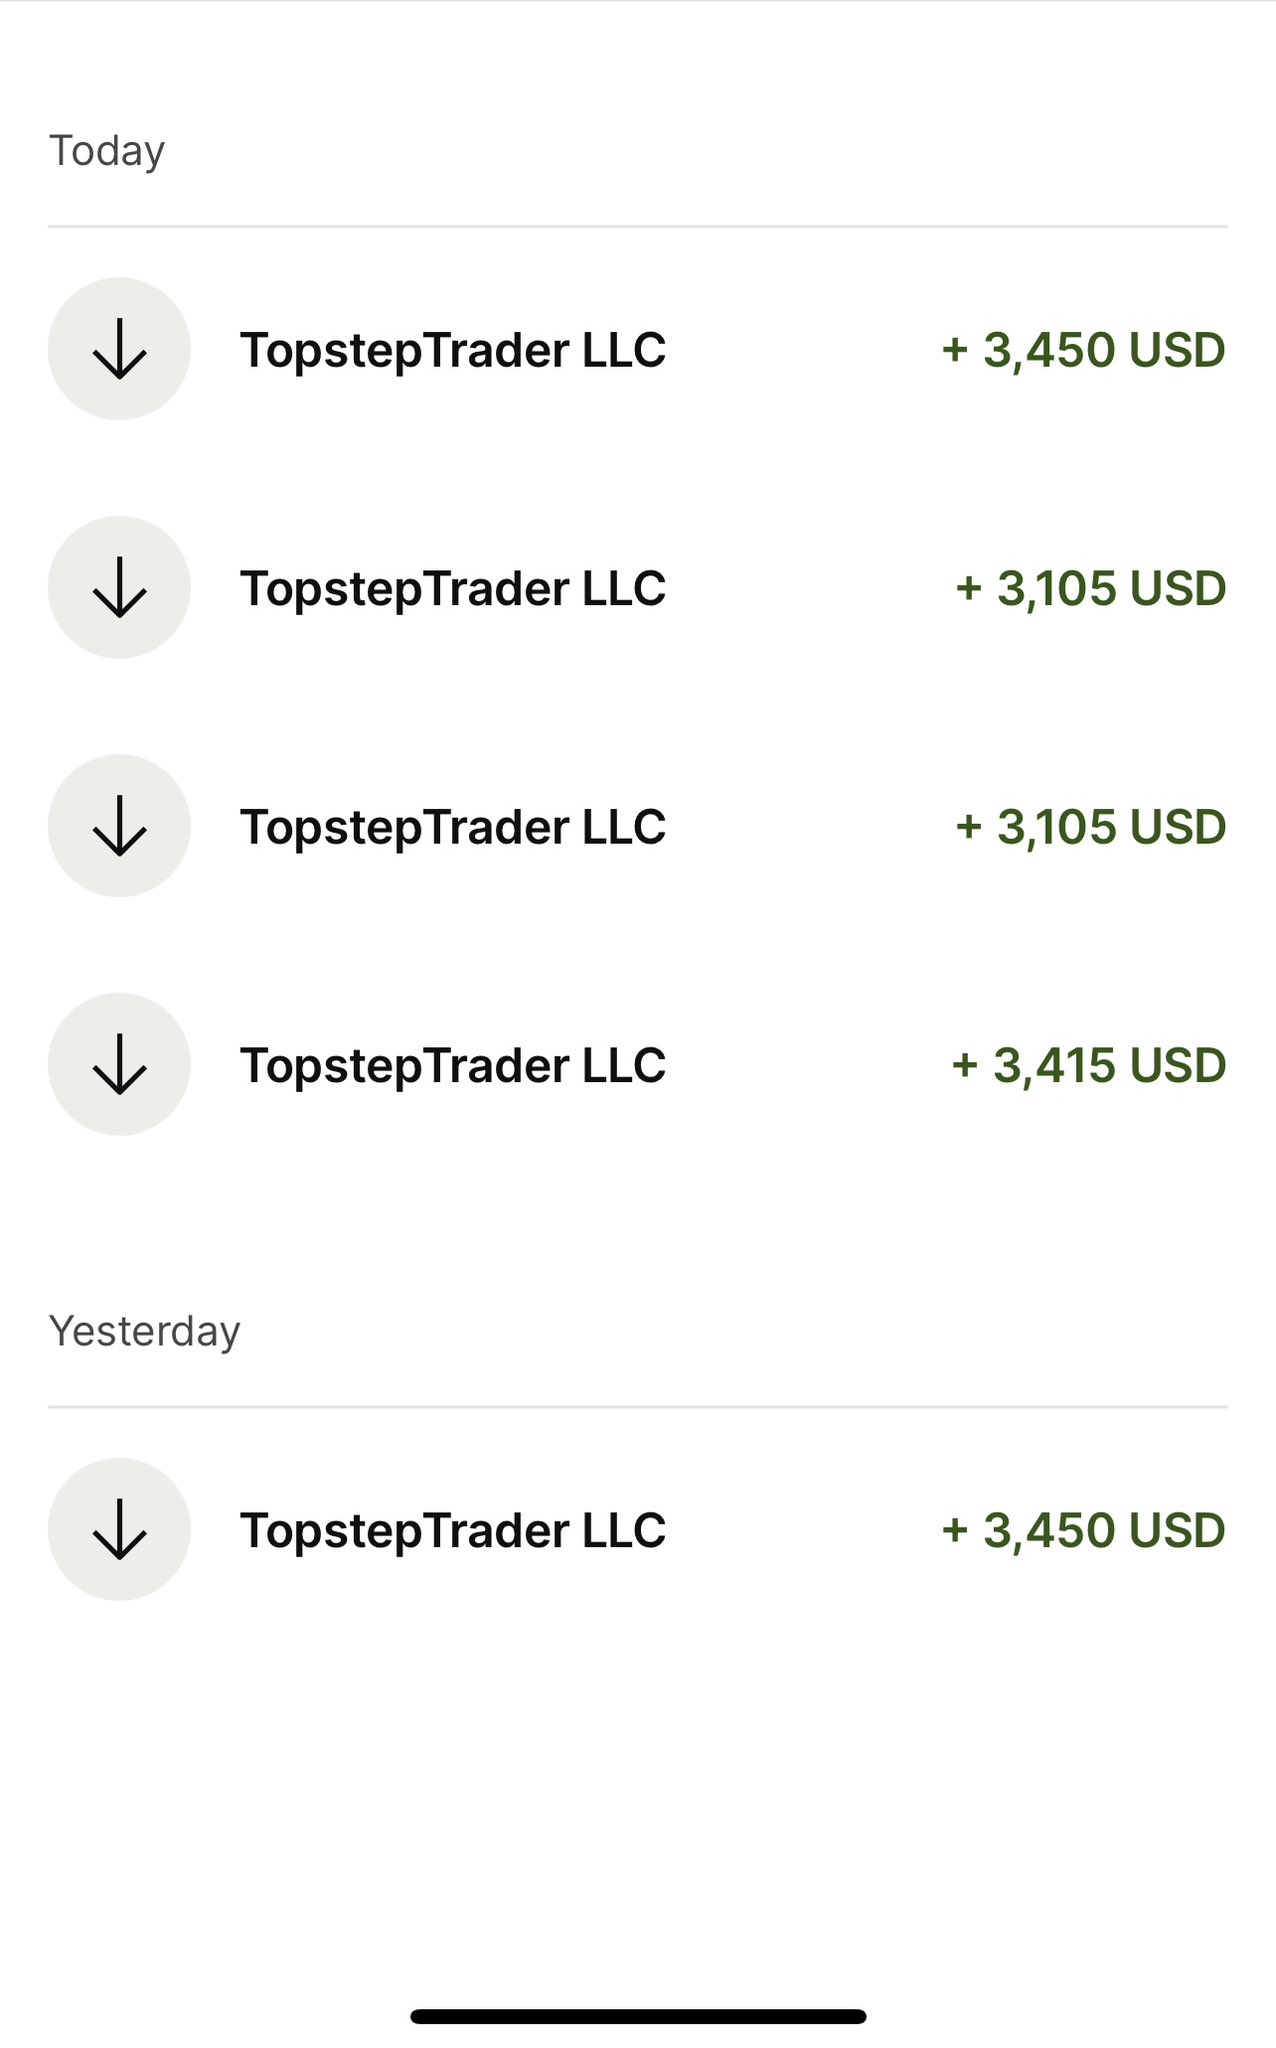 Today
TopstepTrader LLC + 3,450 USD
TopstepTrader LLC + 3,105 USD
TopstepTrader LLC + 3,105 USD
TopstepTrader LLC + 3,415 USD
Yesterday
TopstepTrader LLC + 3,450 USD